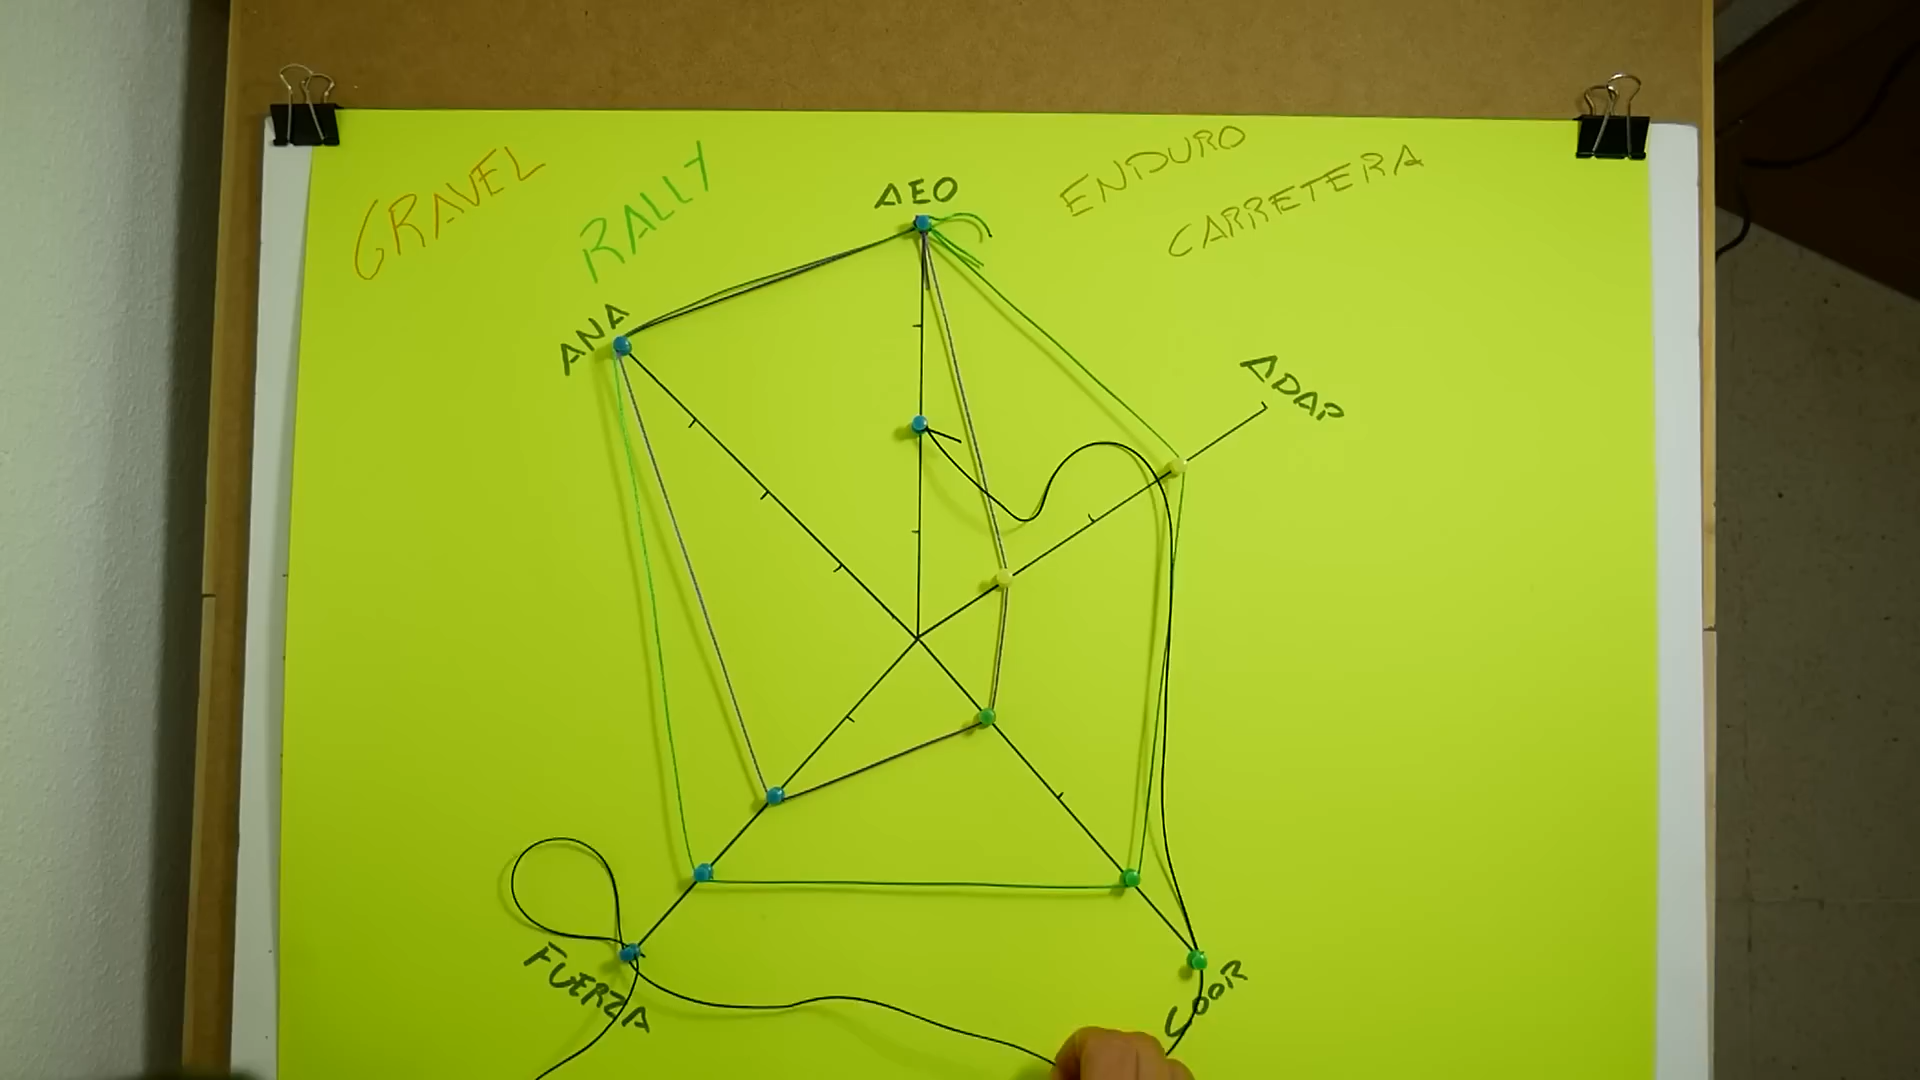 GRAVEL
RALLY
AEO
ENDURO
CARRETERA
ANA
ADAP
FUERZA
COOR